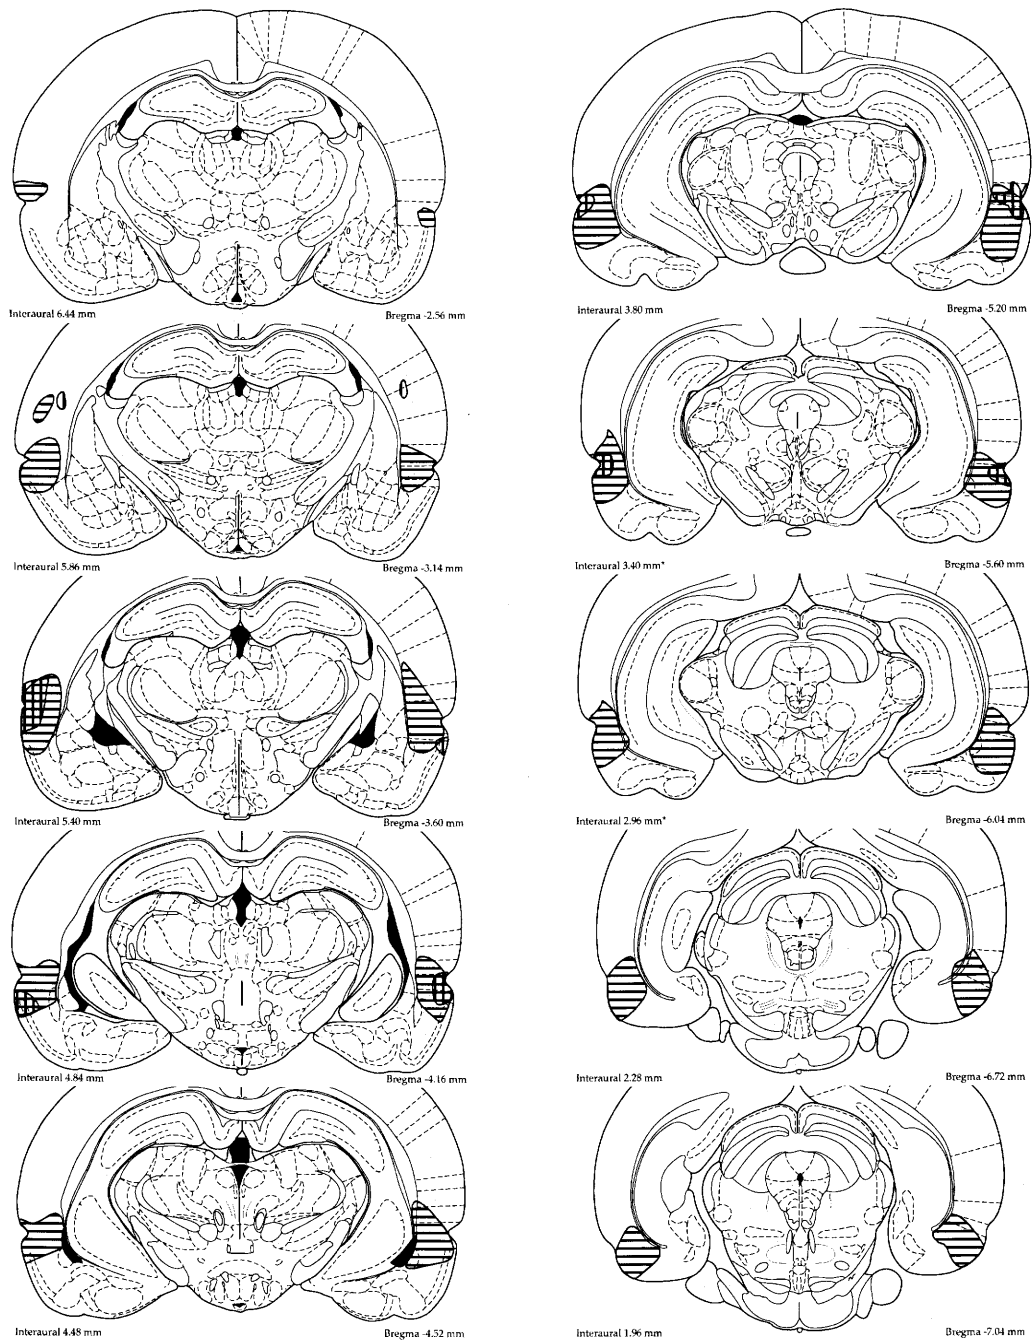 Interaural 6.44 mm
Bregma -2.56 mm
Interaural 5.86 mm
Bregma -3.14 mm
Interaural 5.40 mm
Bregma -3.60 mm
Interaural 4.84 mm
Bregma -4.16 mm
Interaural 4.48 mm
Bregma -4.52 mm
Interaural 3.80 mm
Bregma -5.20 mm
Interaural 3.40 mm*
Bregma -5.60 mm
Interaural 2.96 mm*
Bregma -6.04 mm
Interaural 2.28 mm
Bregma -6.72 mm
Interaural 1.96 mm
Bregma -7.04 mm